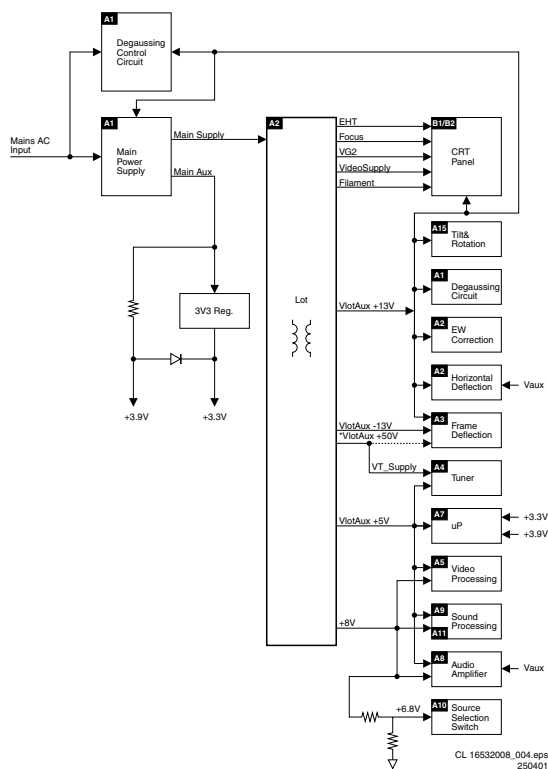 A1
Degaussing
Control
Circuit
Mains AC
Input
A1
Main
Power
Supply
Main Supply
Main Aux
3V3 Reg.
+3.9V
+3.3V
A2
Lot
EHT
Focus
VG2
VideoSupply
Filament
VlotAux +13V
VlotAux -13V
*VlotAux +50V
VT_Supply
VlotAux +5V
+8V
+6.8V
B1/B2
CRT
Panel
A15
Tilt&
Rotation
A1
Degaussing
Circuit
A2
EW
Correction
A2
Horizontal
Deflection
Vaux
A3
Frame
Deflection
A4
Tuner
A7
uP
+3.3V
+3.9V
A5
Video
Processing
A9
Sound
Processing
A11
A8
Audio
Amplifier
Vaux
A10
Source
Selection
Switch
CL 16532008_004.eps
250401